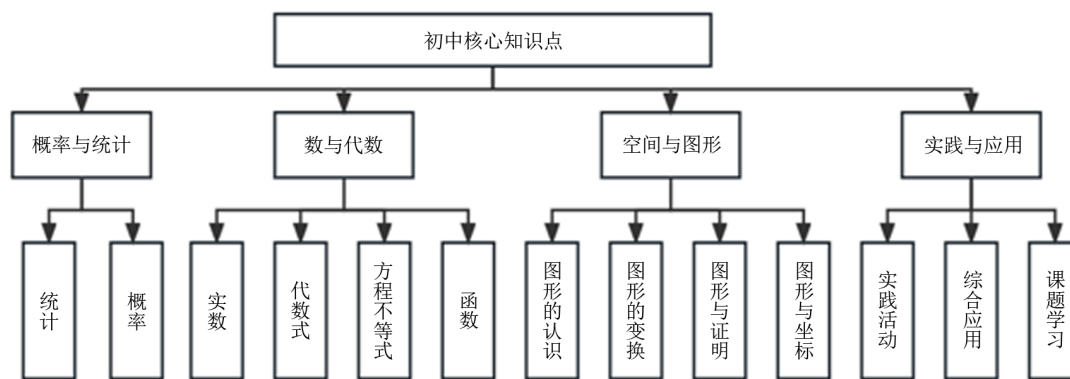 初中核心知识点
概率与统计
数与代数
空间与图形
实践与应用
统计
概率
实数
代数式
方程不等式
函数
图形的认识
图形的变换
图形与证明
图形与坐标
实践活动
综合应用
课题学习